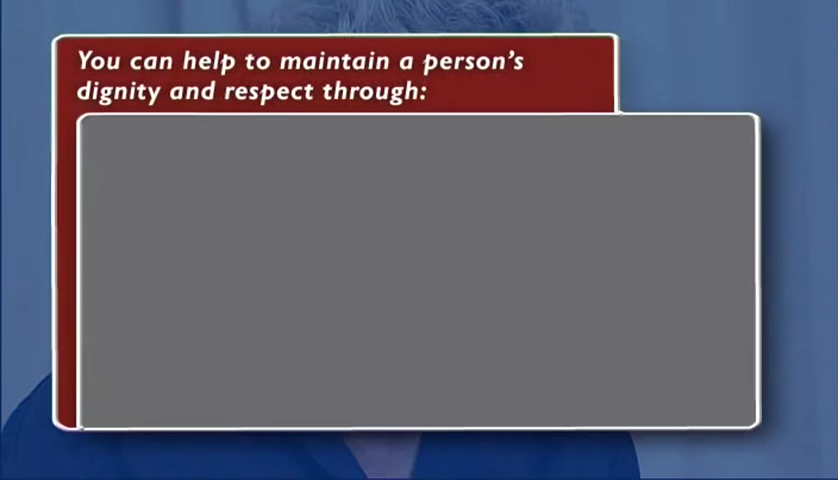 You can help to maintain a person's
dignity and respect through: